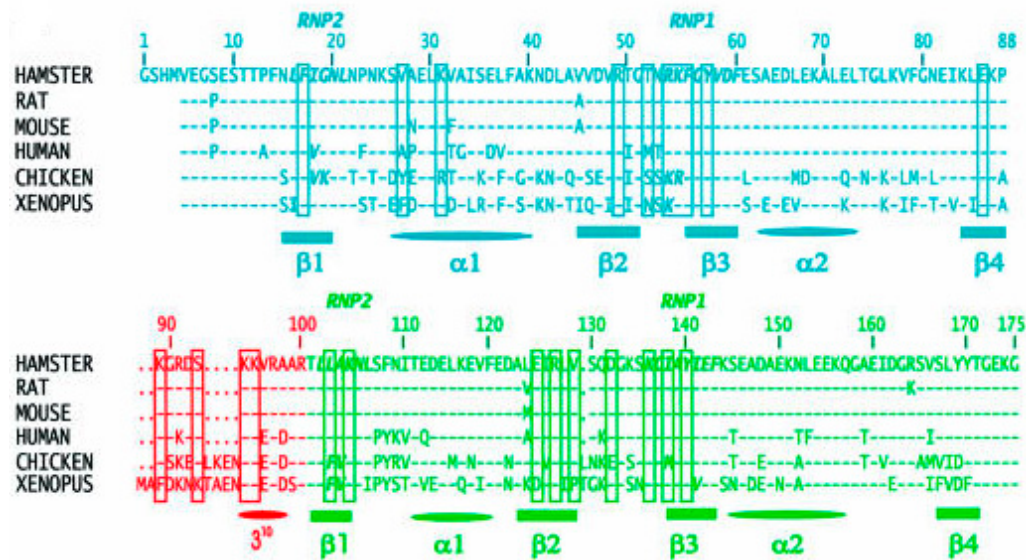 RNP2 RNP1
1 10 20 30 40 50 60 70 80 88
HAMSTER GSHMVEGSESTTPFNLFIGNLNPNKSVAELKVAISELFAKNDLAVVDVRTGTNRKFGYVDFESAEDLEKALELTGLKVFGNEIKLEKP
RAT ---P-----------------------------------A--------------------------------------------
MOUSE ---P-------------------N---F-----------A--------------------------------------------
HUMAN ---P----A----V----F---AP--TG--DV------------I-MT-----------------------------------
CHICKEN ----------S--VK---T-T-DYE--RT---K-F-G-KN-Q-SE--I-SSKR------L----MD---Q-N-K-LM-L-------A
XENOPUS ----------SI------ST-EFD---D-LR-F-SKN-TIQ-I-I-NSK-------E-E-EV-----K---K-IF-T-V-I---A
β1 α1 β2 β3 α2 β4
RNP2 RNP1
90 100 110 120 130 140 150 160 170 175
HAMSTER ..KGRDS....KKVRAARTLLAKNLSFNITEDELKEVFEDALEIRLV.SQDGKSKGIAYIEFKSEADAEKNLEEKQGAEIDGRSVSLYYTGEKG
RAT ..-----....------------------------------V-----.----------------------------------K-----------
MOUSE ..-----....------------------------------M-----.----------------------------------------------
HUMAN ..--K--....--E-D--------PYKV-Q-----------A-----.--K-------------T------TF-----T------I---------
CHICKEN ..-SKE-LKEN--E-D----FV---PYRV----M-N---N---V---LNKE-S---N------T--E---A------T-V---AMVID------
XENOPUS MAFDKNKTAEN--E-DS---FV--IPYST-VE---Q-I--N-KD--IPTGK--SN-----V--SN-DE-N-A---------E----IFVDF---
3¹⁰ β1 α1 β2 β3 α2 β4